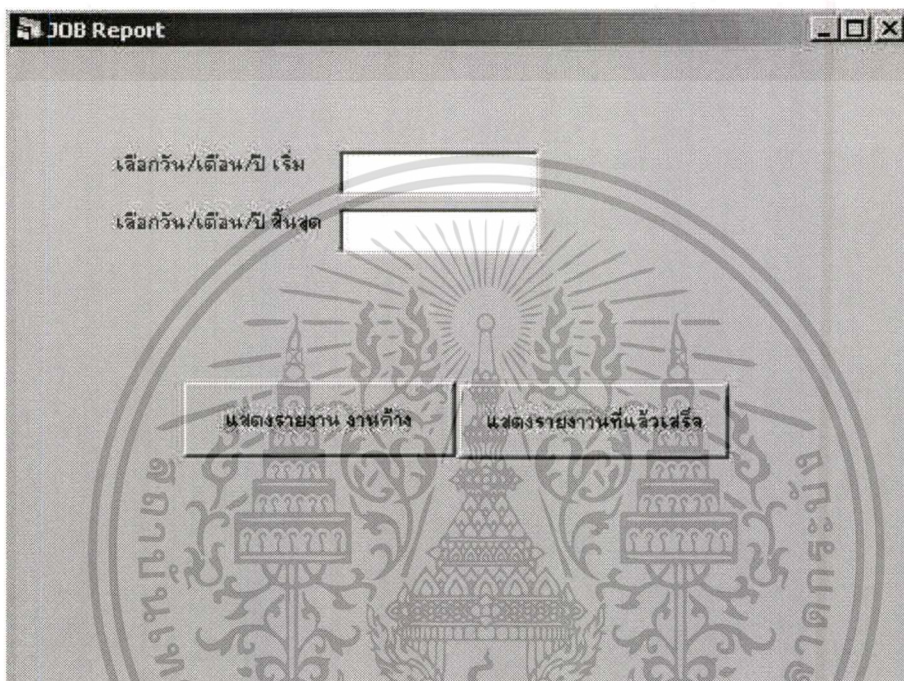 JOB Report
เลือกวัน/เดือน/ปี เริ่ม
เลือกวัน/เดือน/ปี สิ้นสุด
แสดงรายงาน งานค้าง
แสดงรายงาานที่แล้วเสร็จ